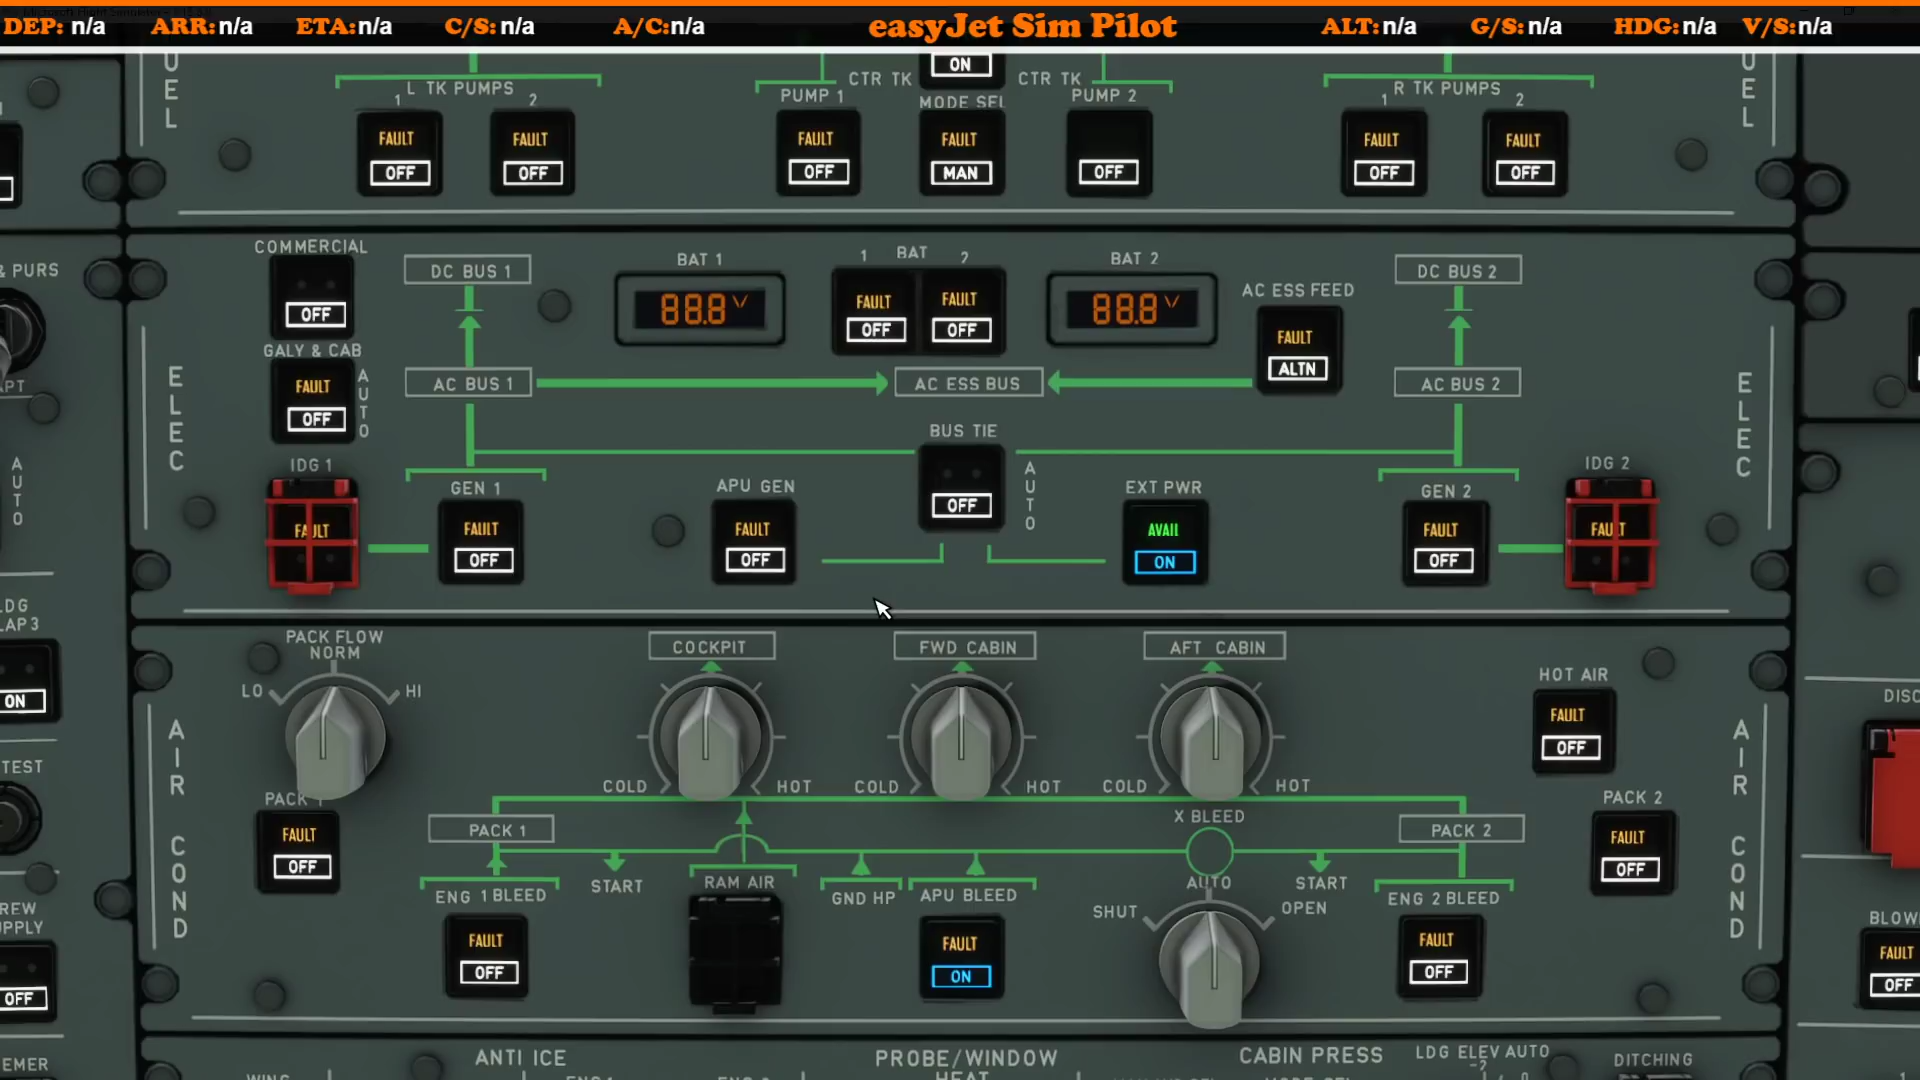 DEP: n/a ARR:n/a ETA:n/a C/S:n/a A/C:n/a easyJet Sim Pilot ALT:n/a G/S:n/a HDG:n/a V/S:n/a
U E L
L TK PUMPS
1 2
FAULT OFF
FAULT OFF
CTR TK
PUMP 1
FAULT OFF
ON
MODE SEL
FAULT MAN
CTR TK
PUMP 2
OFF
R TK PUMPS
1 2
FAULT OFF
FAULT OFF
U E L
& PURS
ELEC
COMMERCIAL
OFF
GALY & CAB
FAULT OFF
AUTO
DC BUS 1
AC BUS 1
BAT 1
88.8 V
1 BAT 2
FAULT OFF
FAULT OFF
BAT 2
88.8 V
AC ESS FEED
FAULT ALTN
AC ESS BUS
DC BUS 2
AC BUS 2
ELEC
IDG 1
FAULT
GEN 1
FAULT OFF
APU GEN
FAULT OFF
BUS TIE
OFF
AUTO
EXT PWR
AVAIL ON
GEN 2
FAULT OFF
IDG 2
FAULT
AUTO
LAP3
ON
TEST
OFF
AIR COND
PACK FLOW
NORM
LO HI
COCKPIT
COLD HOT
FWD CABIN
COLD HOT
AFT CABIN
COLD HOT
HOT AIR
FAULT OFF
PACK 1
FAULT OFF
PACK 1
X BLEED
PACK 2
PACK 2
FAULT OFF
AIR COND
DISC
START
RAM AIR
GND HP
APU BLEED
FAULT ON
AUTO
SHUT OPEN
START
ENG 1 BLEED
FAULT OFF
ENG 2 BLEED
FAULT OFF
BLOW
FAULT OFF
ANTI ICE
PROBE/WINDOW
HEAT
CABIN PRESS
LDG ELEV AUTO
-2
DITCHING